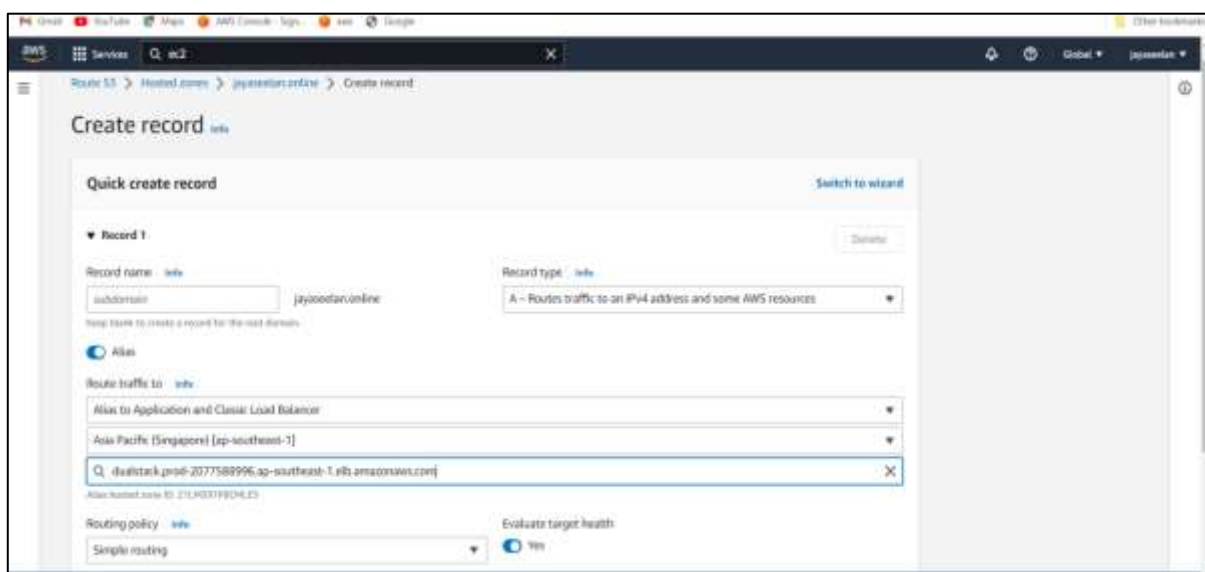 Gmail YouTube Maps AWS Console - Sign... Google Other bookmarks
aws Services ec2 Global
Route 53 > Hosted zones > jayaseelan.online > Create record
Create record Info
Quick create record Switch to wizard
Record 1 Delete
Record name Info Record type Info
subdomain jayaseelan.online A – Routes traffic to an IPv4 address and some AWS resources
Keep blank to create a record for the root domain.
Alias
Route traffic to Info
Alias to Application and Classic Load Balancer
Asia Pacific (Singapore) [ap-southeast-1]
dualstack.prod-2077588996.ap-southeast-1.elb.amazonaws.com
Alias hosted zone ID:
Routing policy Info Evaluate target health
Simple routing Yes